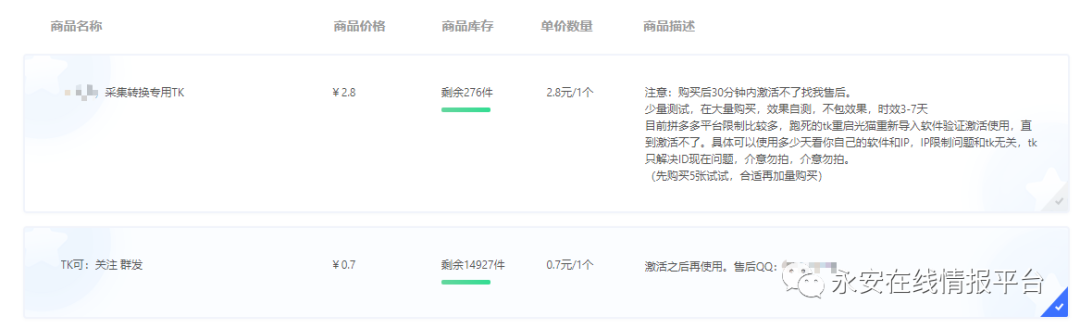 商品名称 商品价格 商品库存 单价数量 商品描述
采集转换专用TK ￥2.8 剩余276件 2.8元/1个 注意：购买后30分钟内激活不了找我售后。
少量测试，在大量购买，效果自测，不包效果，时效3-7天
目前拼多多平台限制比较多，跑死的tk重启光猫重新导入软件验证激活使用，直
到激活不了。具体可以使用多少天看你自己的软件和IP，IP限制问题和tk无关，tk
只解决ID现在问题，介意勿拍，介意勿拍。
（先购买5张试试，合适再加量购买）
TK可：关注 群发 ￥0.7 剩余14927件 0.7元/1个 激活之后再使用。售后QQ：
永安在线情报平台